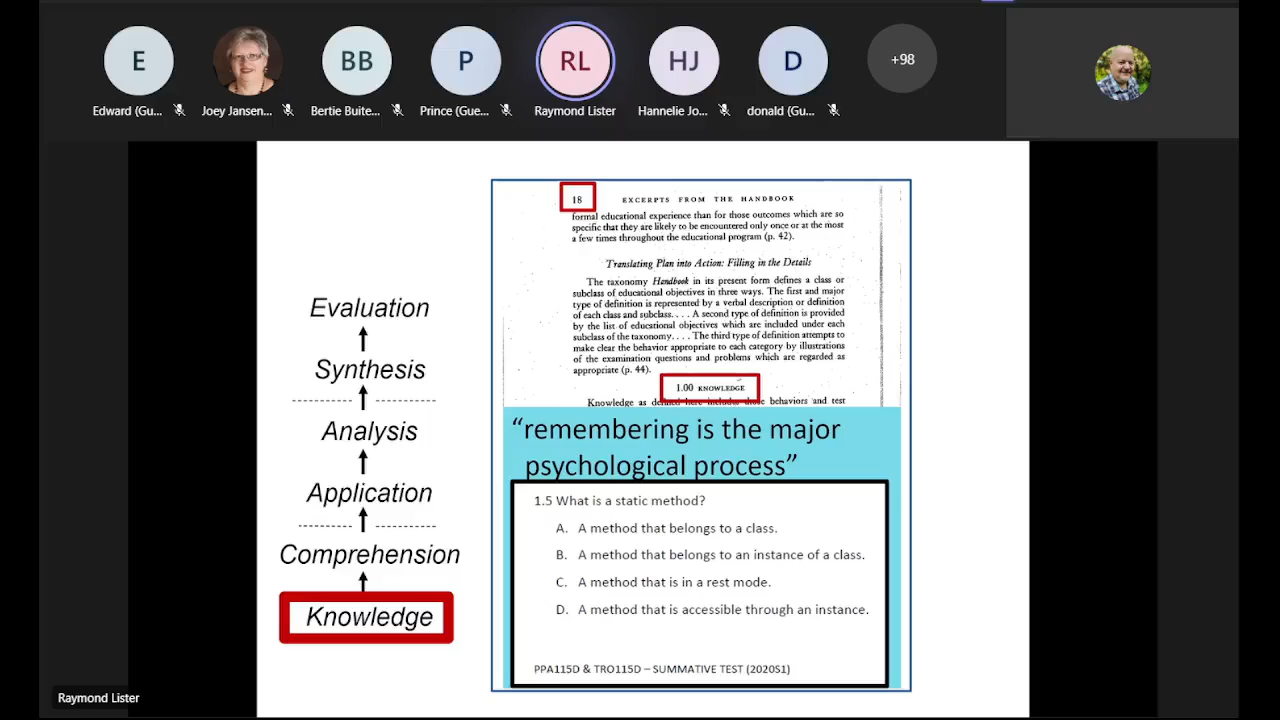 E
BB
P
RL
HJ
D
+98
Edward (Gu...
Joey Jansen...
Bertie Buite...
Prince (Gue...
Raymond Lister
Hannelie Jo...
donald (Gu...
18 EXCERPTS FROM THE HANDBOOK
formal educational experience than for those outcomes which are so
specific that they are likely to be encountered only once or at the most
a few times throughout the educational program (p. 42).
Translating Plan into Action: Filling in the Details
The taxonomy Handbook in its present form defines a class or
subclass of educational objectives in three ways. The first and major
type of definition is represented by a verbal description or definition
of each class and subclass. . . . A second type of definition is provided
by the list of educational objectives which are included under each
subclass of the taxonomy. . . . The third type of definition attempts to
make clear the behavior appropriate to each category by illustrations
of the examination questions and problems which are regarded as
appropriate (p. 44).
1.00 KNOWLEDGE
Knowledge as defined here includes those behaviors and test
Evaluation
Synthesis
Analysis
Application
Comprehension
Knowledge
“remembering is the major
psychological process”
1.5 What is a static method?
A. A method that belongs to a class.
B. A method that belongs to an instance of a class.
C. A method that is in a rest mode.
D. A method that is accessible through an instance.
PPA115D & TRO115D – SUMMATIVE TEST (2020S1)
Raymond Lister